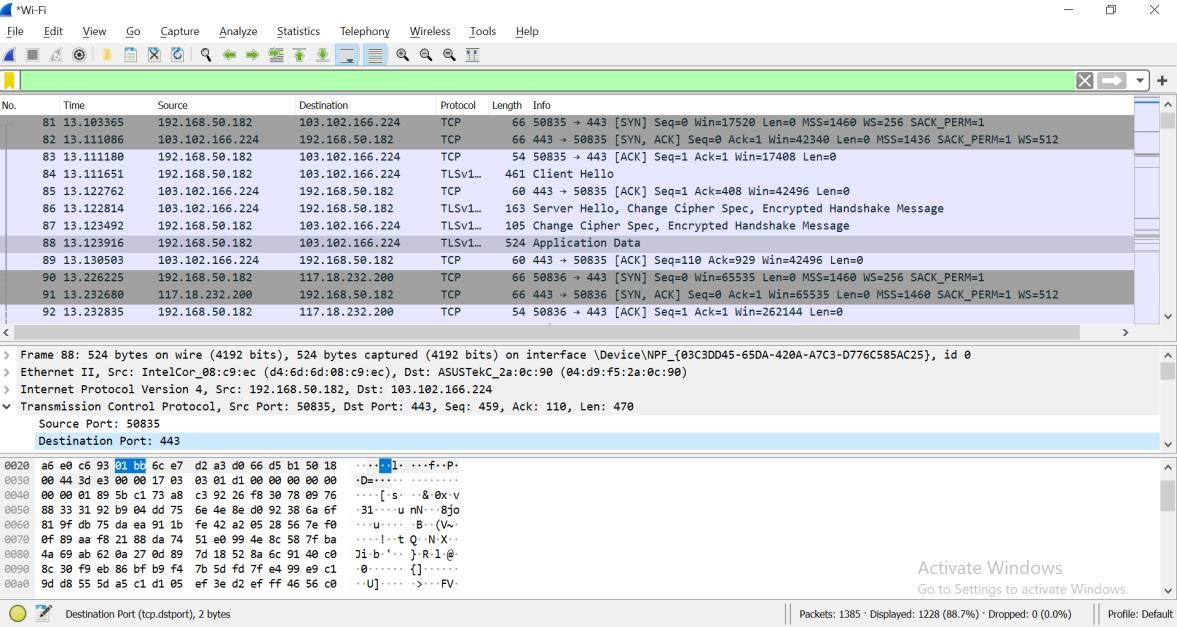 *Wi-Fi
File Edit View Go Capture Analyze Statistics Telephony Wireless Tools Help
No. Time Source Destination Protocol Length Info
81 13.103365 192.168.50.182 103.102.166.224 TCP 66 50835 → 443 [SYN] Seq=0 Win=17520 Len=0 MSS=1460 WS=256 SACK_PERM=1
82 13.111086 103.102.166.224 192.168.50.182 TCP 66 443 → 50835 [SYN, ACK] Seq=0 Ack=1 Win=42340 Len=0 MSS=1436 SACK_PERM=1 WS=512
83 13.111180 192.168.50.182 103.102.166.224 TCP 54 50835 → 443 [ACK] Seq=1 Ack=1 Win=17408 Len=0
84 13.111651 192.168.50.182 103.102.166.224 TLSv1… 461 Client Hello
85 13.122762 103.102.166.224 192.168.50.182 TCP 60 443 → 50835 [ACK] Seq=1 Ack=408 Win=42496 Len=0
86 13.122814 103.102.166.224 192.168.50.182 TLSv1… 163 Server Hello, Change Cipher Spec, Encrypted Handshake Message
87 13.123492 192.168.50.182 103.102.166.224 TLSv1… 105 Change Cipher Spec, Encrypted Handshake Message
88 13.123916 192.168.50.182 103.102.166.224 TLSv1… 524 Application Data
89 13.130503 103.102.166.224 192.168.50.182 TCP 60 443 → 50835 [ACK] Seq=110 Ack=929 Win=42496 Len=0
90 13.226225 192.168.50.182 117.18.232.200 TCP 66 50836 → 443 [SYN] Seq=0 Win=65535 Len=0 MSS=1460 WS=256 SACK_PERM=1
91 13.232680 117.18.232.200 192.168.50.182 TCP 66 443 → 50836 [SYN, ACK] Seq=0 Ack=1 Win=65535 Len=0 MSS=1460 SACK_PERM=1 WS=512
92 13.232835 192.168.50.182 117.18.232.200 TCP 54 50836 → 443 [ACK] Seq=1 Ack=1 Win=262144 Len=0
Frame 88: 524 bytes on wire (4192 bits), 524 bytes captured (4192 bits) on interface \Device\NPF_{03C3DD45-65DA-420A-A7C3-D776C585AC25}, id 0
Ethernet II, Src: IntelCor_08:c9:ec (d4:6d:6d:08:c9:ec), Dst: ASUSTekC_2a:0c:90 (04:d9:f5:2a:0c:90)
Internet Protocol Version 4, Src: 192.168.50.182, Dst: 103.102.166.224
Transmission Control Protocol, Src Port: 50835, Dst Port: 443, Seq: 459, Ack: 110, Len: 470
Source Port: 50835
Destination Port: 443
0020 a6 e0 c6 93 01 bb 6c e7 d2 a3 d0 66 d5 b1 50 18 ······l· ···f··P·
0030 00 44 3d e3 00 00 17 03 03 01 d1 00 00 00 00 00 ·D=····· ········
0040 00 00 01 89 5b c1 73 a8 c3 92 26 f8 30 78 09 76 ····[·s· ··&·0x·v
0050 88 33 31 92 b9 04 dd 75 6e 4e 8e d0 92 38 6a 6f ·31····u nN···8jo
0060 81 9f db 75 da ea 91 1b fe 42 a2 05 28 56 7e f0 ···u···· ·B··(V~·
0070 0f 89 aa f8 21 88 da 74 51 e0 99 4e 8c 58 7f ba ····!··t Q··N·X··
0080 4a 69 ab 62 0a 27 0d 89 7d 18 52 8a 6c 91 40 c0 Ji·b·'·· }·R·l·@·
0090 8c 30 f9 eb 86 bf b9 f4 7b 5d fd 7f e4 99 e9 c1 ·0······ {]······
00a0 9d d8 55 5d a5 c1 d1 05 ef 3e d2 ef ff 46 56 c0 ··U]···· ·>···FV·
Activate Windows
Go to Settings to activate Windows.
Destination Port (tcp.dstport), 2 bytes Packets: 1385 · Displayed: 1228 (88.7%) · Dropped: 0 (0.0%) Profile: Default